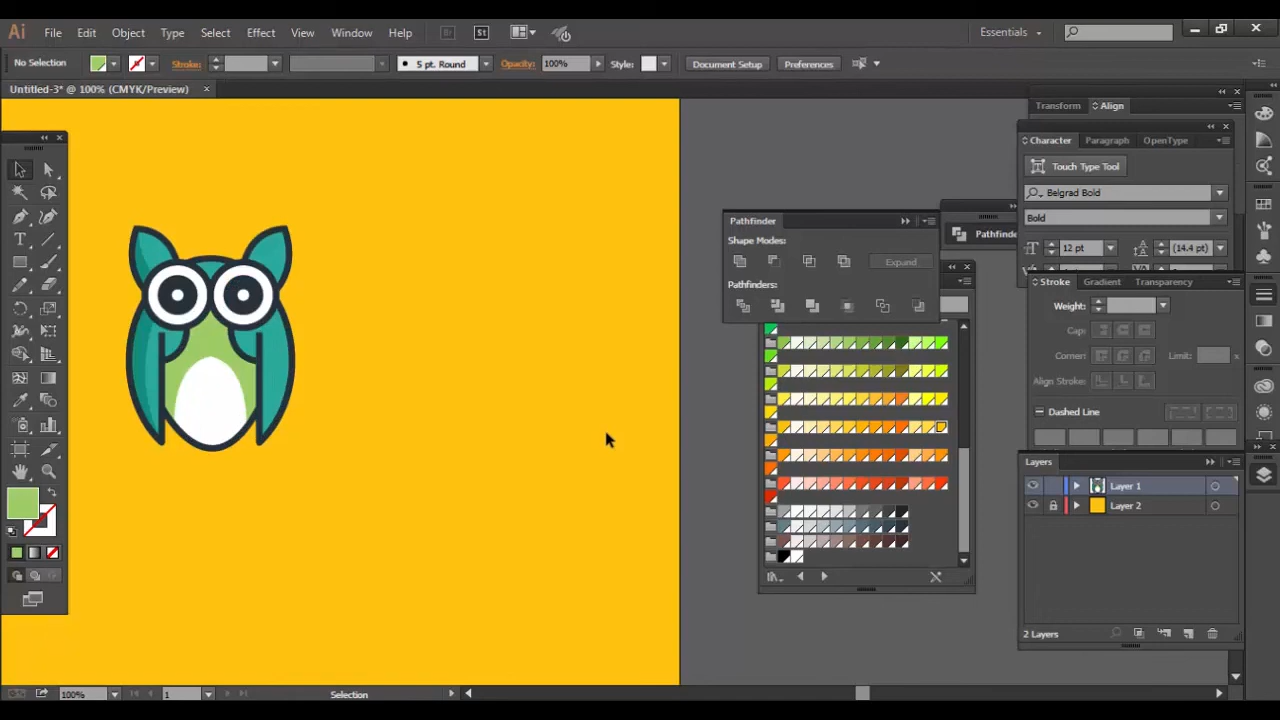 Ai File Edit Object Type Select Effect View Window Help Br St Essentials
No Selection Stroke: 5 pt. Round Opacity: 100% Style: Document Setup Preferences
Untitled-3* @ 100% (CMYK/Preview) ×
Transform Align
Character Paragraph OpenType
Touch Type Tool
Belgrad Bold
Bold
12 pt (14.4 pt)
Pathfinder
Shape Modes:
Expand
Pathfinders:
Pathfinde
Stroke Gradient Transparency
Weight:
Cap:
Corner: Limit: x
Align Stroke:
Dashed Line
Layers
Layer 1
Layer 2
2 Layers
100% 1 Selection